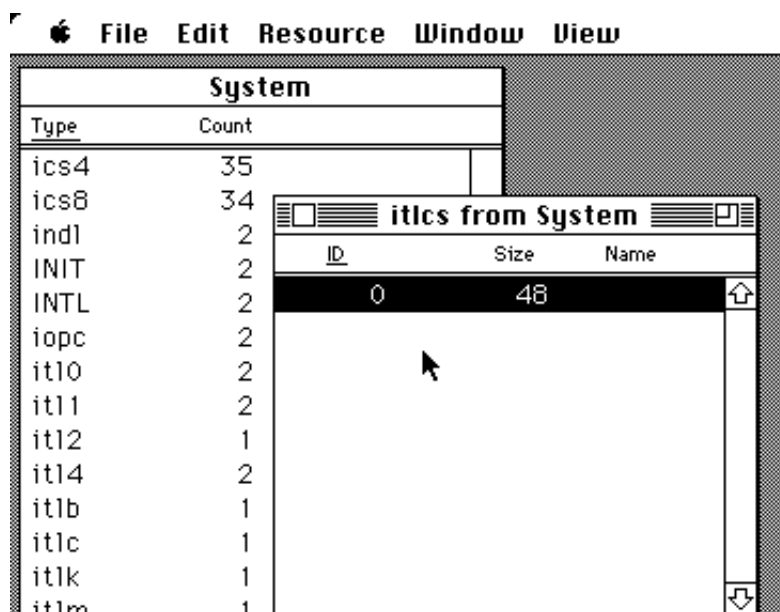 File Edit Resource Window View
System
Type Count
ics4 35
ics8 34
indl 2
INIT 2
INTL 2
iopc 2
itl0 2
itl1 2
itl2 1
itl4 2
itlb 1
itlc 1
itlk 1
itlm 1
itlcs from System
ID Size Name
0 48